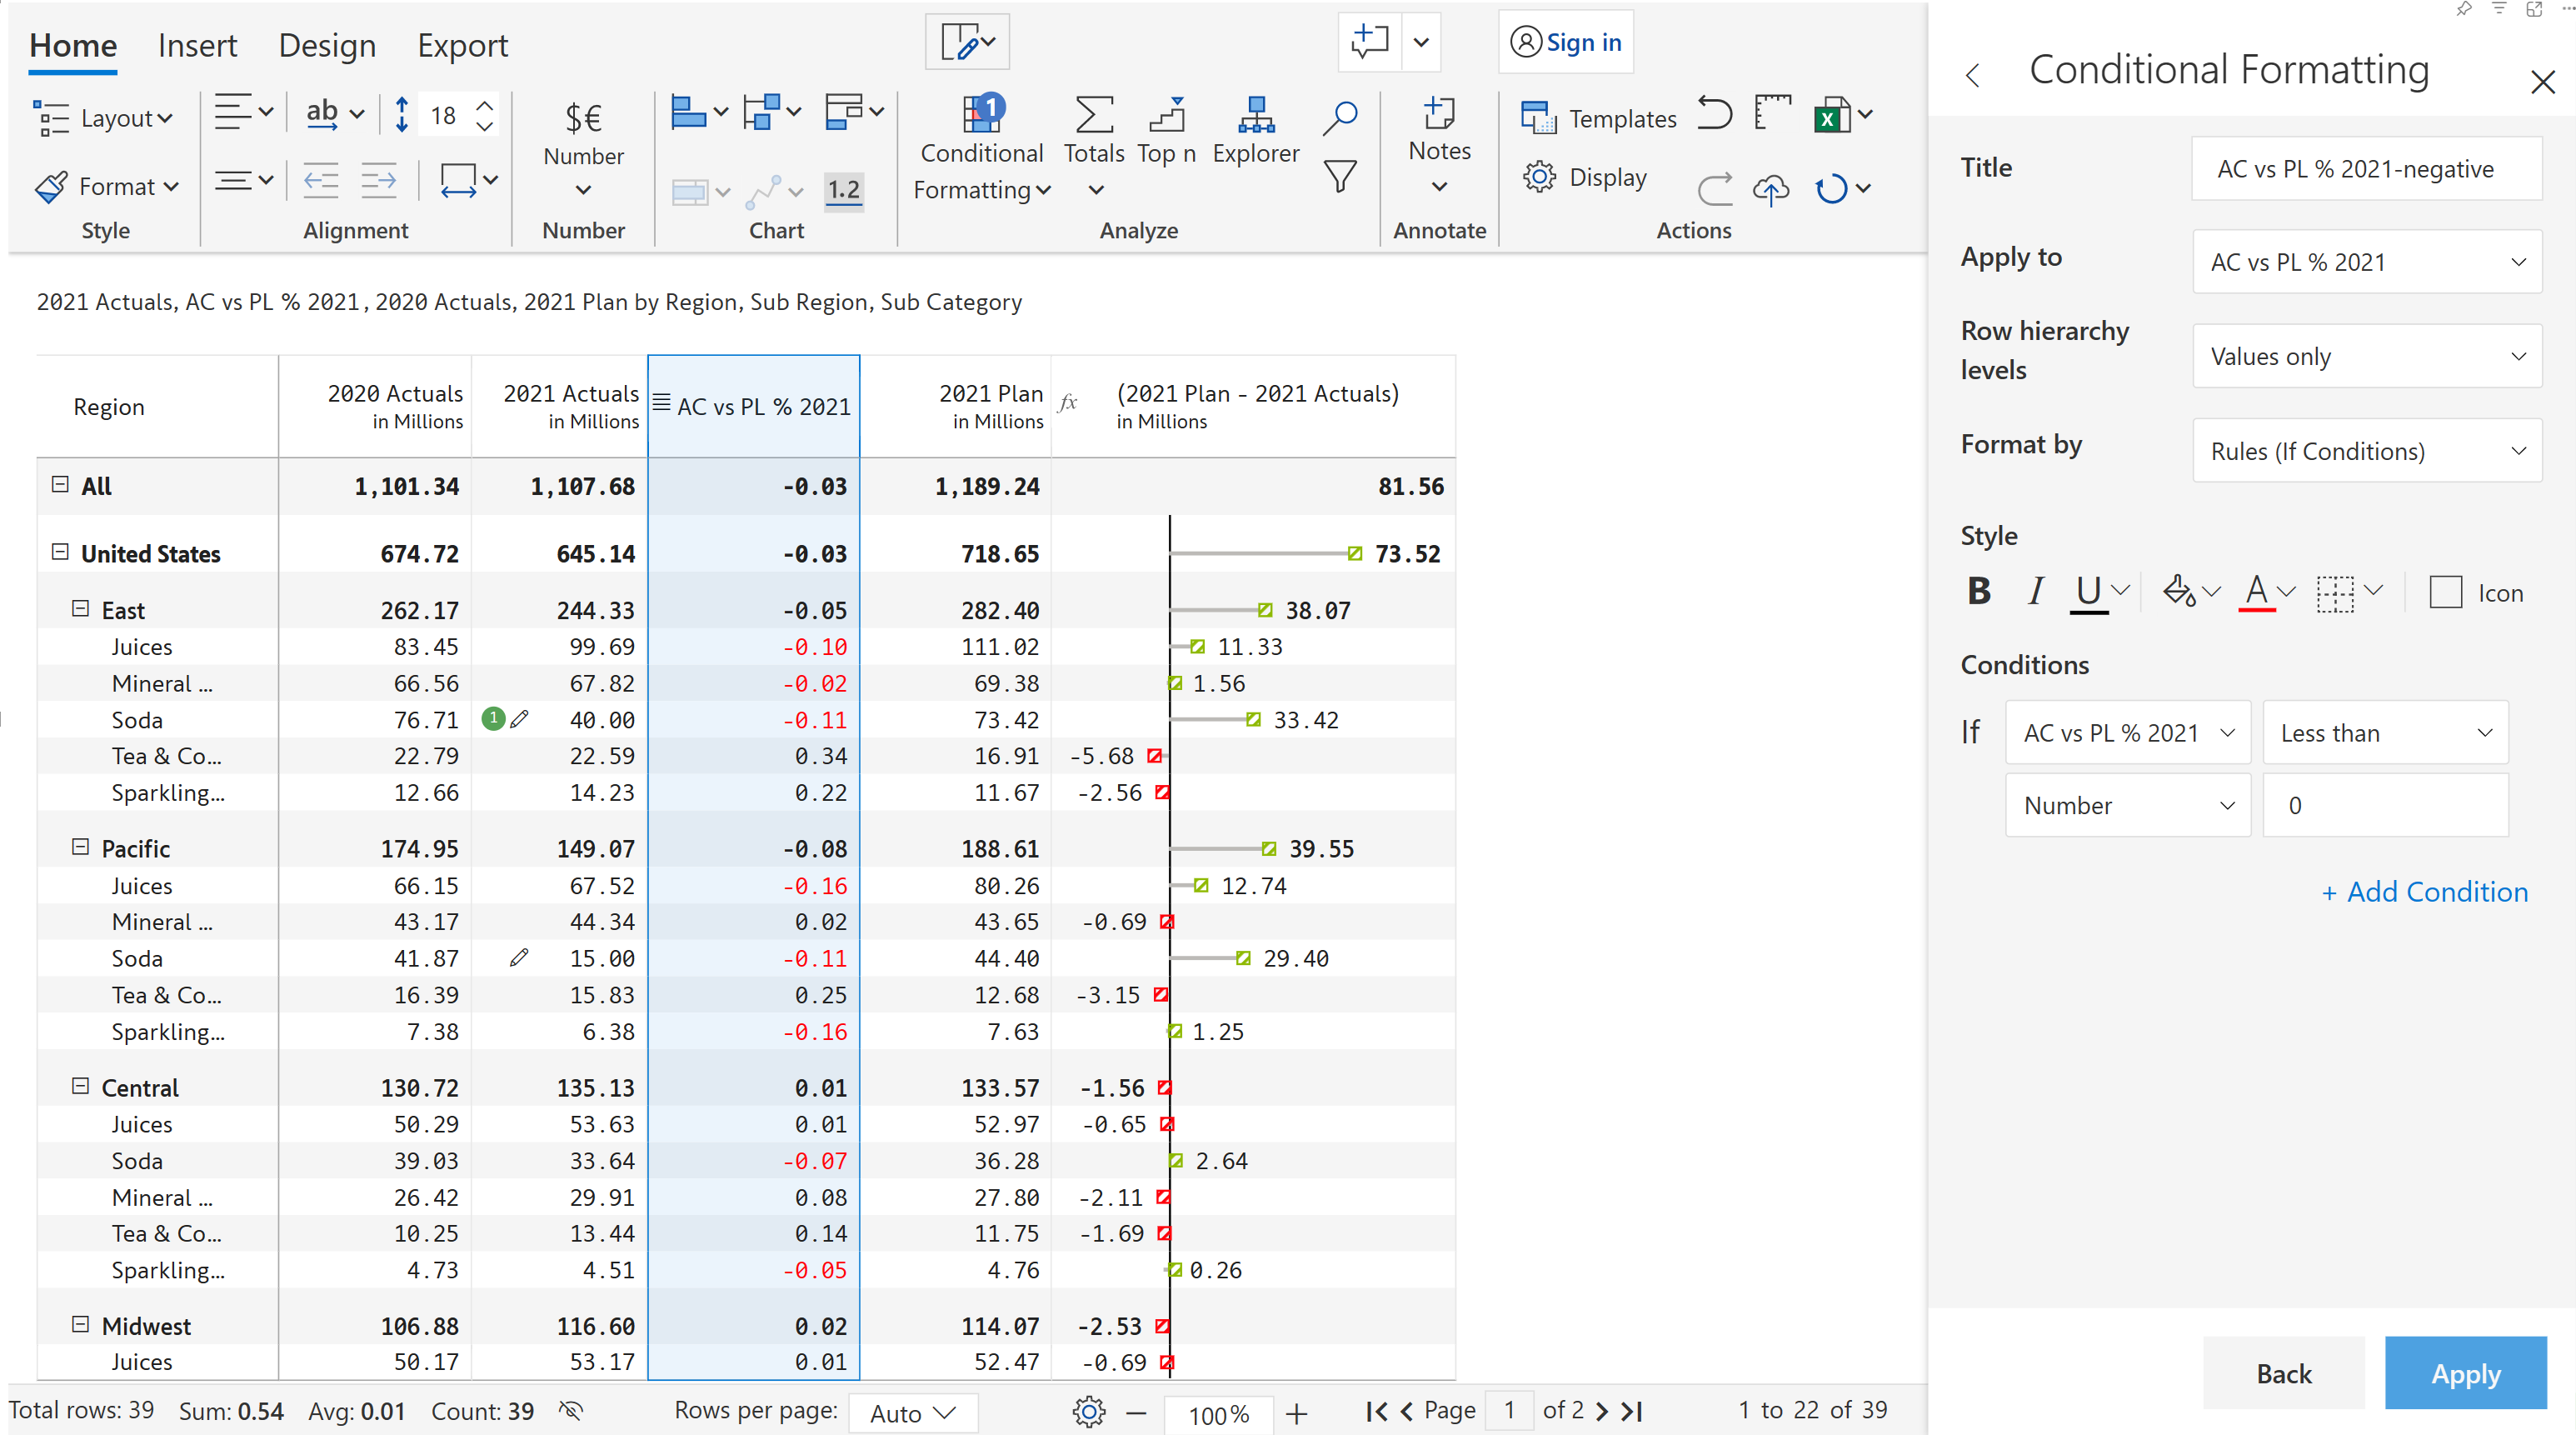 Home Insert Design Export Sign in
Layout ab 18 $€ 1 Templates
Format Number Conditional Formatting Totals Top n Explorer Notes Display 1.2
Style Alignment Number Chart Analyze Annotate Actions
2021 Actuals, AC vs PL % 2021, 2020 Actuals, 2021 Plan by Region, Sub Region, Sub Category
Region 2020 Actuals in Millions 2021 Actuals in Millions AC vs PL % 2021 2021 Plan in Millions fx (2021 Plan - 2021 Actuals) in Millions
All 1,101.34 1,107.68 -0.03 1,189.24 81.56
United States 674.72 645.14 -0.03 718.65 73.52
East 262.17 244.33 -0.05 282.40 38.07
Juices 83.45 99.69 -0.10 111.02 11.33
Mineral ... 66.56 67.82 -0.02 69.38 1.56
Soda 76.71 1 40.00 -0.11 73.42 33.42
Tea & Co... 22.79 22.59 0.34 16.91 -5.68
Sparkling... 12.66 14.23 0.22 11.67 -2.56
Pacific 174.95 149.07 -0.08 188.61 39.55
Juices 66.15 67.52 -0.16 80.26 12.74
Mineral ... 43.17 44.34 0.02 43.65 -0.69
Soda 41.87 15.00 -0.11 44.40 29.40
Tea & Co... 16.39 15.83 0.25 12.68 -3.15
Sparkling... 7.38 6.38 -0.16 7.63 1.25
Central 130.72 135.13 0.01 133.57 -1.56
Juices 50.29 53.63 0.01 52.97 -0.65
Soda 39.03 33.64 -0.07 36.28 2.64
Mineral ... 26.42 29.91 0.08 27.80 -2.11
Tea & Co... 10.25 13.44 0.14 11.75 -1.69
Sparkling... 4.73 4.51 -0.05 4.76 0.26
Midwest 106.88 116.60 0.02 114.07 -2.53
Juices 50.17 53.17 0.01 52.47 -0.69
Total rows: 39 Sum: 0.54 Avg: 0.01 Count: 39 Rows per page: Auto 100% Page 1 of 2 1 to 22 of 39
Conditional Formatting
Title AC vs PL % 2021-negative
Apply to AC vs PL % 2021
Row hierarchy levels Values only
Format by Rules (If Conditions)
Style
B I U A Icon
Conditions
If AC vs PL % 2021 Less than
Number 0
+ Add Condition
Back Apply